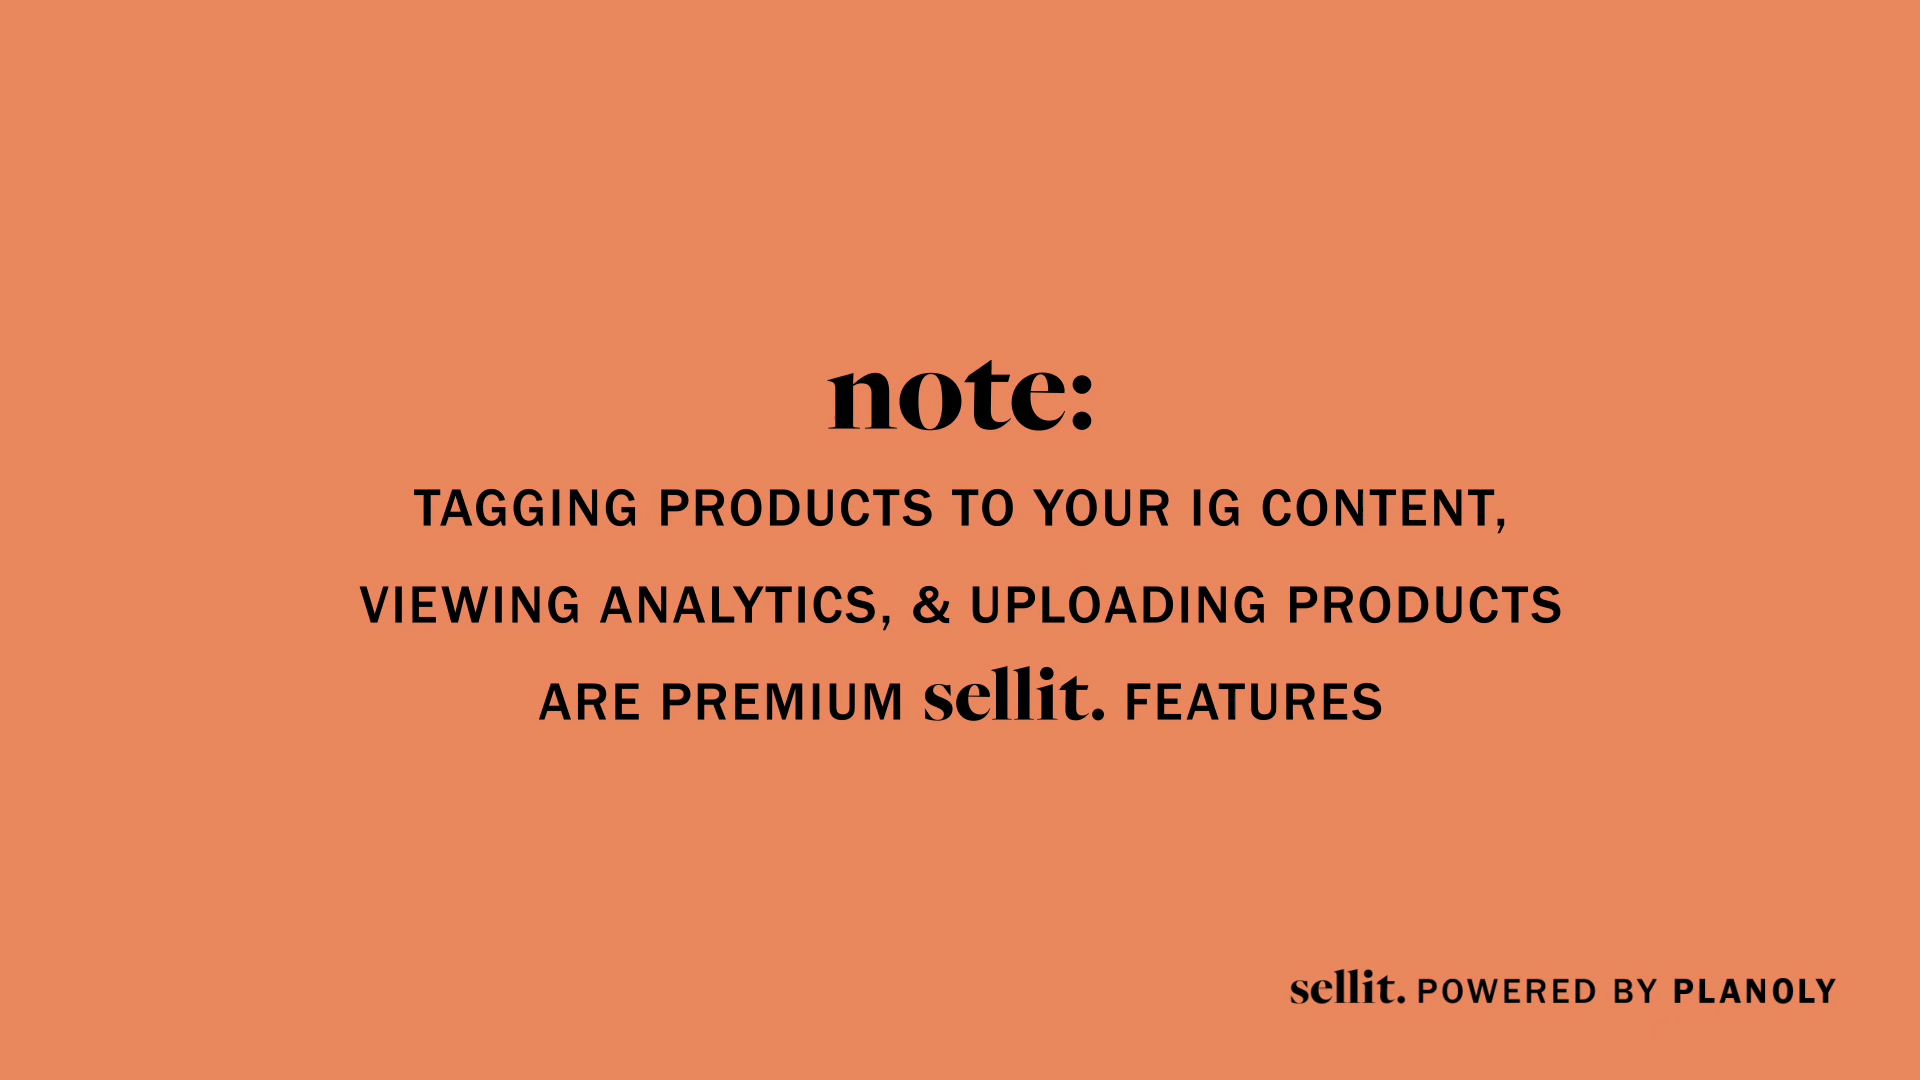 note:
TAGGING PRODUCTS TO YOUR IG CONTENT,
VIEWING ANALYTICS, & UPLOADING PRODUCTS
ARE PREMIUM sellit. FEATURES
sellit. POWERED BY PLANOLY